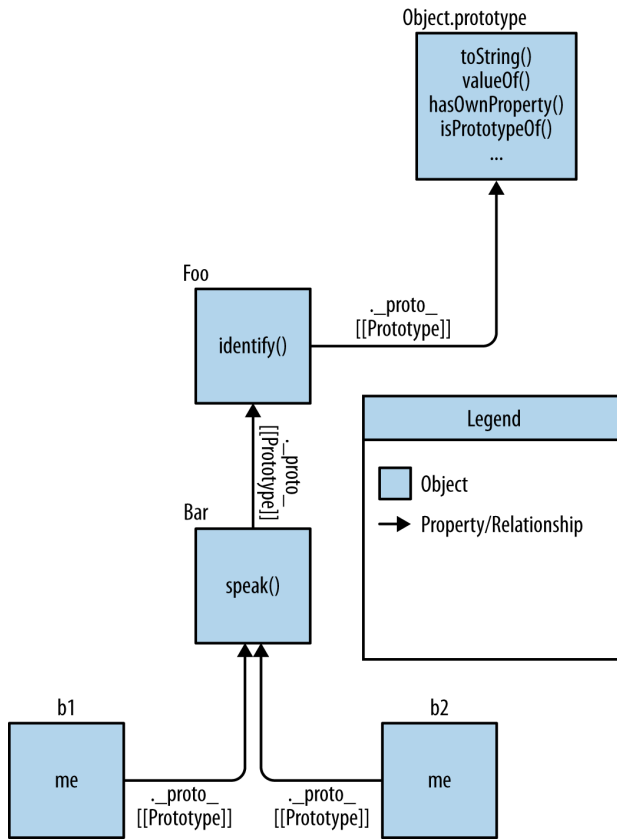 Object.prototype
toString()
valueOf()
hasOwnProperty()
isPrototypeOf()
...
Foo
identify()
._proto_
[[Prototype]]
._proto_
[[Prototype]]
Legend
Object
Property/Relationship
Bar
speak()
b1
me
b2
me
._proto_
[[Prototype]]
._proto_
[[Prototype]]